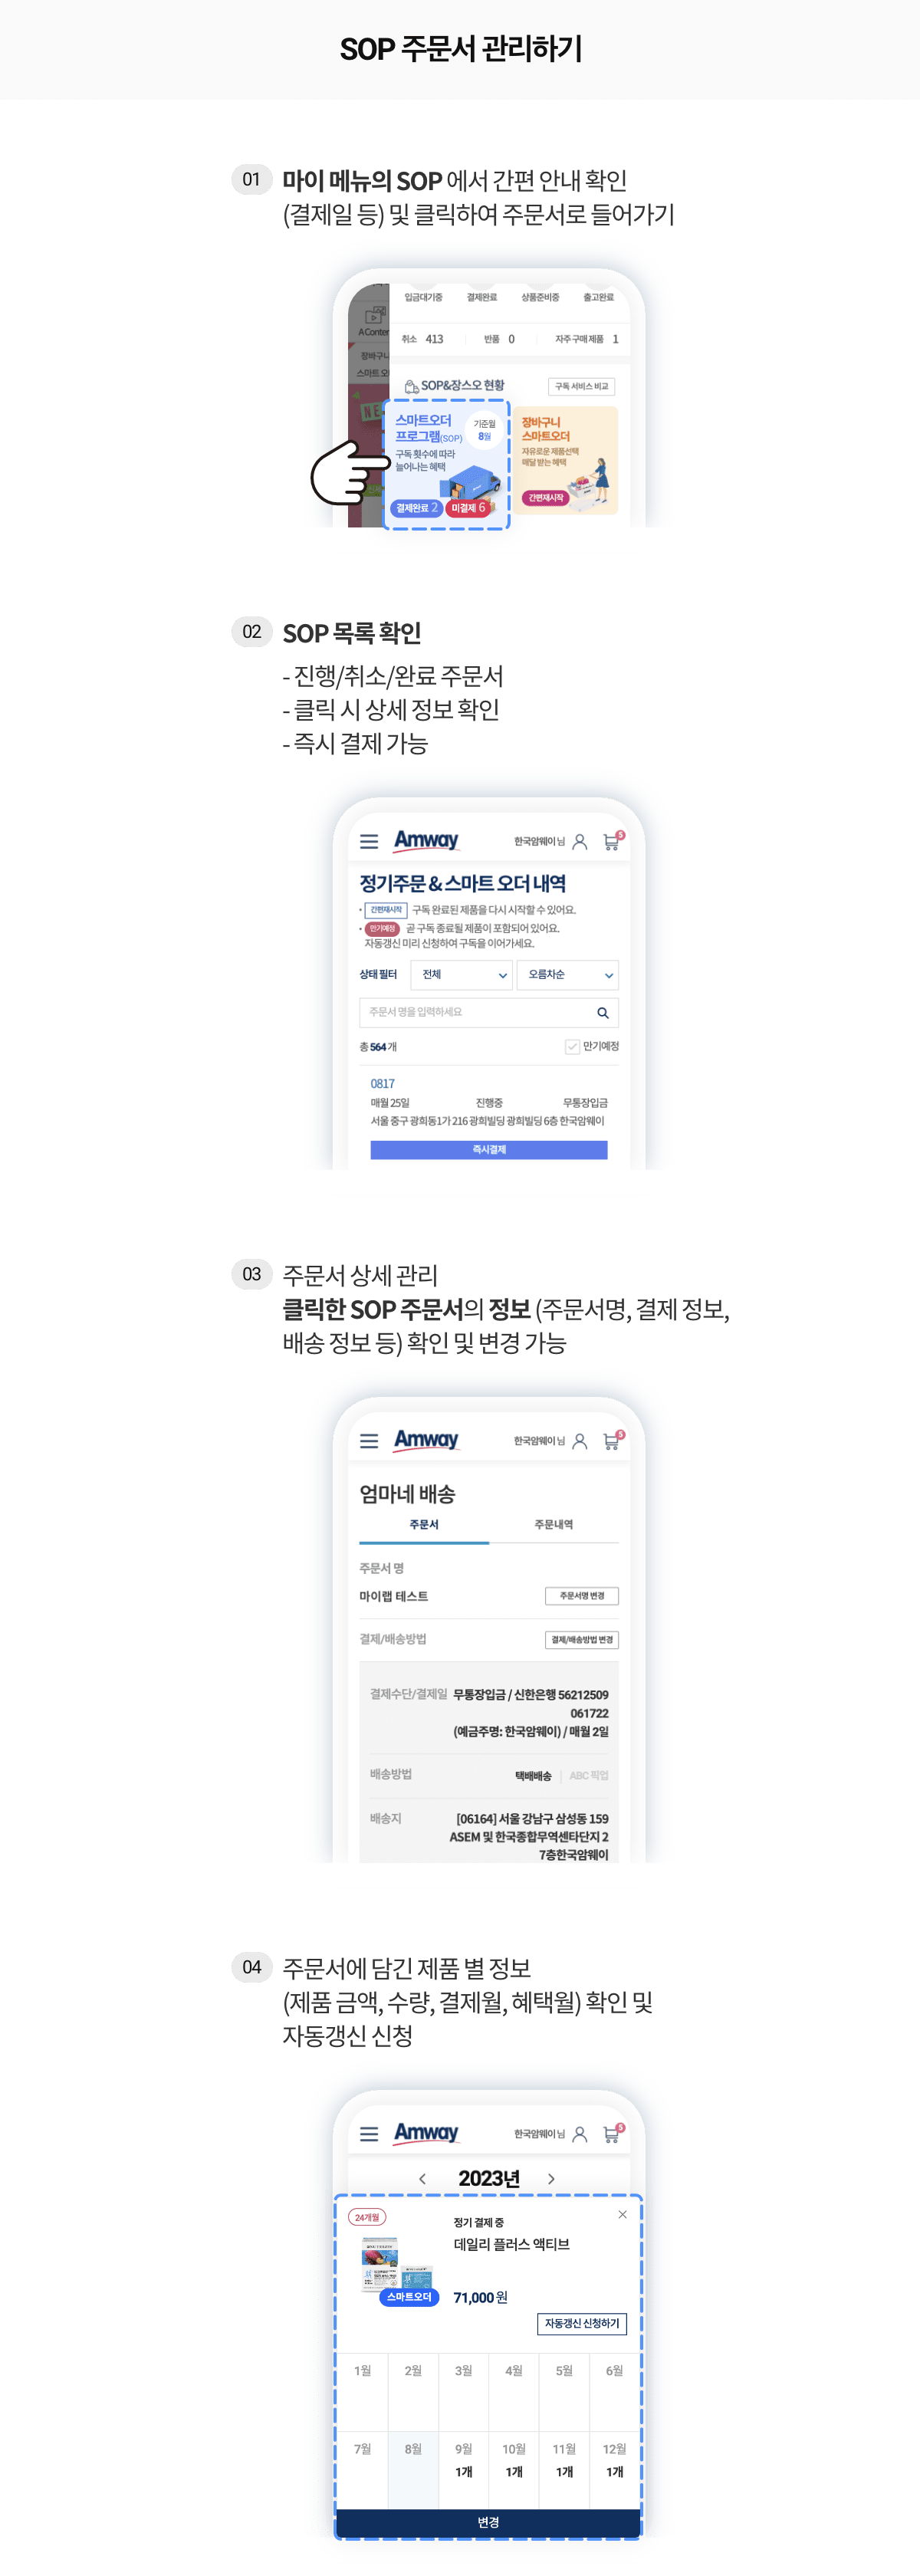 SOP 주문서 관리하기
01 마이 메뉴의 SOP 에서 간편 안내 확인
(결제일 등) 및 클릭하여 주문서로 들어가기
입금대기중 결제완료 상품준비중 출고완료
A Conter
취소 413 반품 0 자주 구매 제품 1
장바구니
스마트 오
SOP&장스오 현황 구독 서비스 비교
NE
스마트오더
프로그램(SOP)
기준월
8월
구독 횟수에 따라
늘어나는 혜택
결제완료 2 미결제 6
장바구니
스마트오더
자유로운 제품선택
매달 받는 혜택
간편재시작
02 SOP 목록 확인
- 진행/취소/완료 주문서
- 클릭 시 상세 정보 확인
- 즉시 결제 가능
Amway 한국암웨이 님 5
정기주문 & 스마트 오더 내역
• 간편재시작 구독 완료된 제품을 다시 시작할 수 있어요.
• 만기예정 곧 구독 종료될 제품이 포함되어 있어요.
자동갱신 미리 신청하여 구독을 이어가세요.
상태 필터 전체 오름차순
주문서 명을 입력하세요
총 564 개 만기예정
0817
매월 25일 진행중 무통장입금
서울 중구 광희동1가 216 광희빌딩 광희빌딩 6층 한국암웨이
즉시결제
03 주문서 상세 관리
클릭한 SOP 주문서의 정보 (주문서명, 결제 정보,
배송 정보 등) 확인 및 변경 가능
Amway 한국암웨이 님 5
엄마네 배송
주문서 주문내역
주문서 명
마이랩 테스트 주문서명 변경
결제/배송방법 결제/배송방법 변경
결제수단/결제일 무통장입금 / 신한은행 56212509
061722
(예금주명: 한국암웨이) / 매월 2일
배송방법 택배배송 ABC 픽업
배송지 [06164] 서울 강남구 삼성동 159
ASEM 및 한국종합무역센타단지 2
7층한국암웨이
04 주문서에 담긴 제품 별 정보
(제품 금액, 수량, 결제월, 혜택월) 확인 및
자동갱신 신청
Amway 한국암웨이 님 5
2023년
24개월
정기 결제 중
데일리 플러스 액티브
스마트오더
71,000 원
자동갱신 신청하기
1월 2월 3월 4월 5월 6월
7월 8월 9월 10월 11월 12월
1개 1개 1개 1개
변경